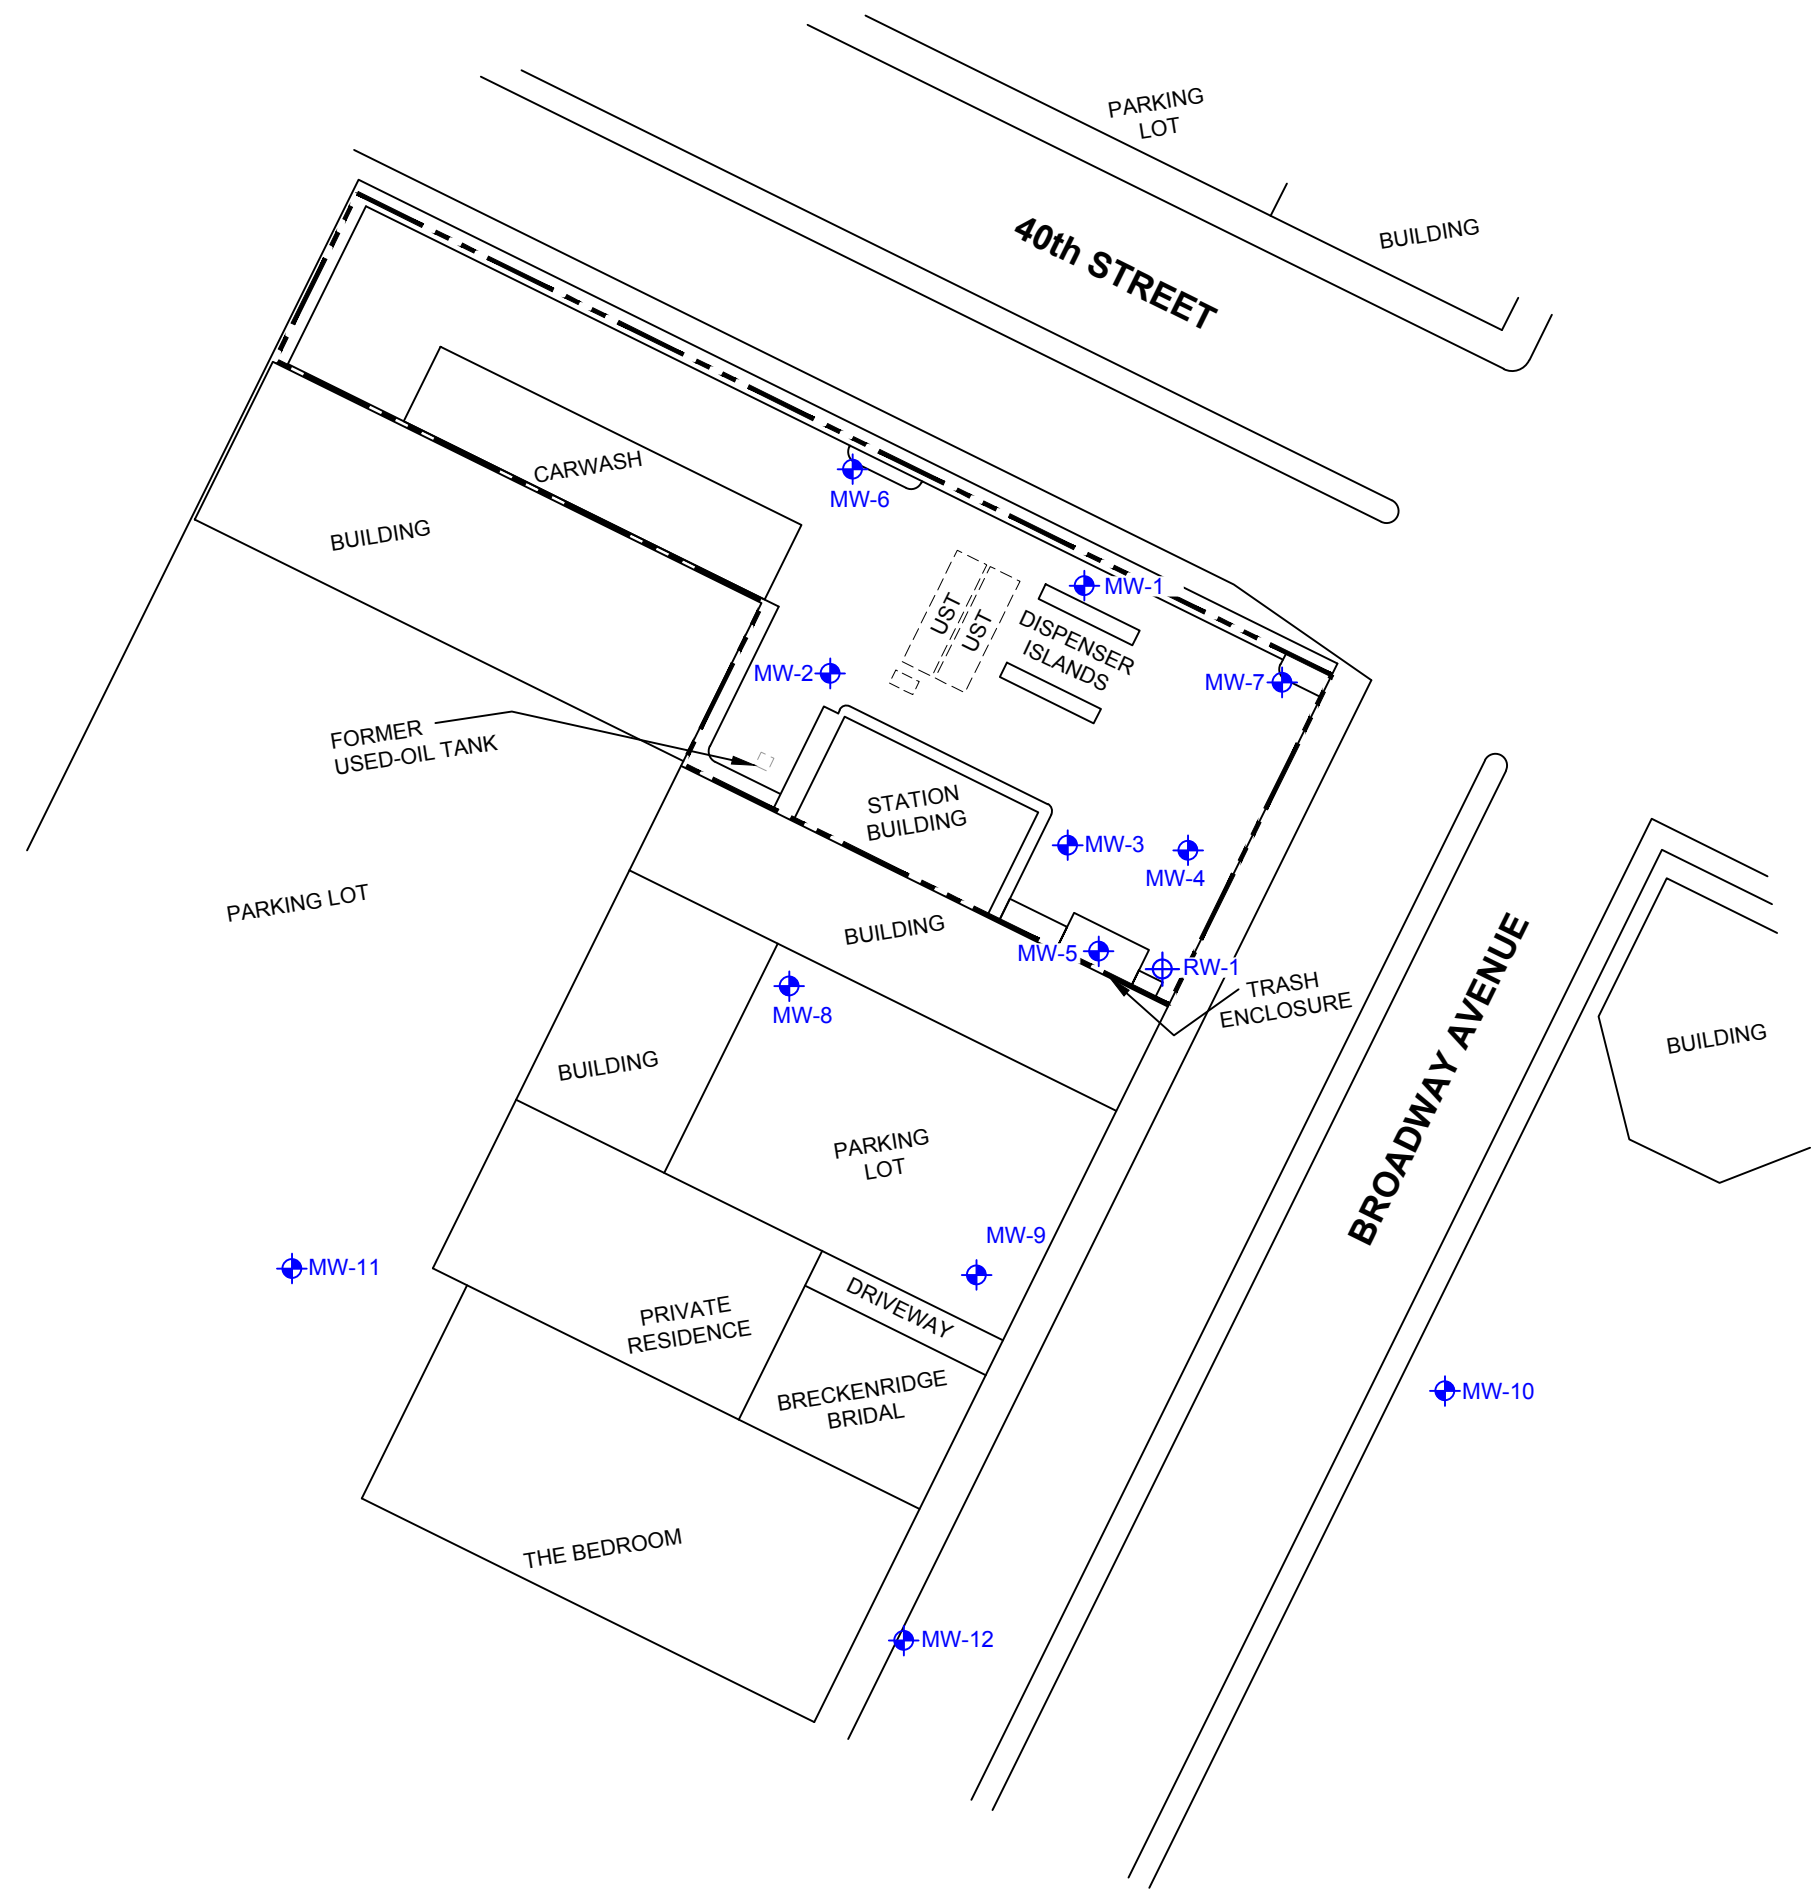 PARKING
LOT
BUILDING
40th STREET
CARWASH
BUILDING
MW-6
MW-1
UST
UST
DISPENSER
ISLANDS
MW-2
MW-7
FORMER
USED-OIL TANK
STATION
BUILDING
MW-3
MW-4
PARKING LOT
BUILDING
MW-5
RW-1
TRASH
ENCLOSURE
BROADWAY AVENUE
BUILDING
MW-8
BUILDING
PARKING
LOT
MW-9
MW-11
DRIVEWAY
PRIVATE
RESIDENCE
BRECKENRIDGE
BRIDAL
MW-10
THE BEDROOM
MW-12